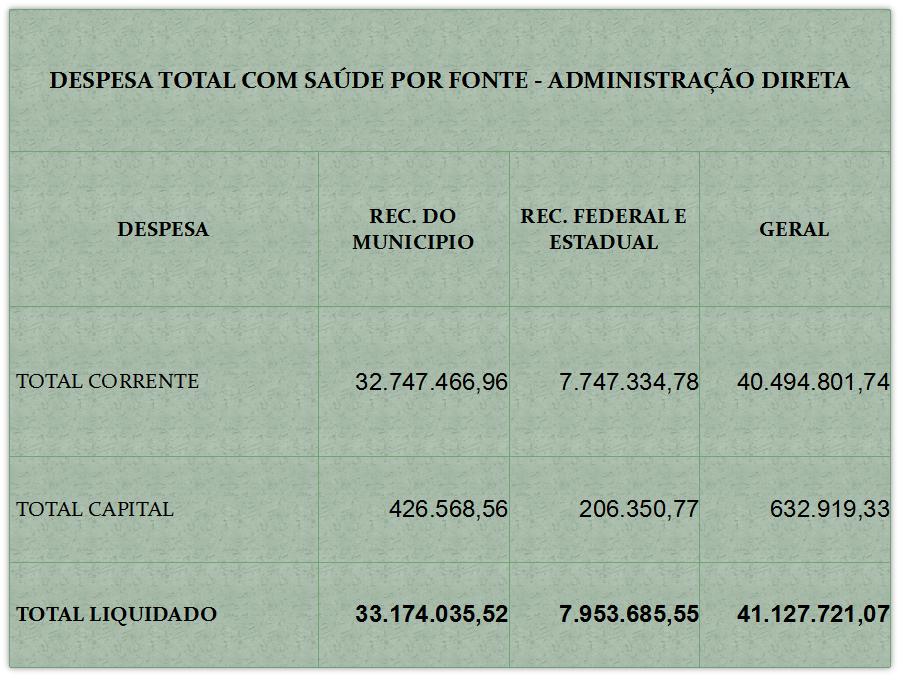 DESPESA TOTAL COM SAÚDE POR FONTE - ADMINISTRAÇÃO DIRETA
DESPESA
REC. DO
MUNICIPIO
REC. FEDERAL E
ESTADUAL
GERAL
TOTAL CORRENTE 32.747.466,96 7.747.334,78 40.494.801,74
TOTAL CAPITAL 426.568,56 206.350,77 632.919,33
TOTAL LIQUIDADO 33.174.035,52 7.953.685,55 41.127.721,07